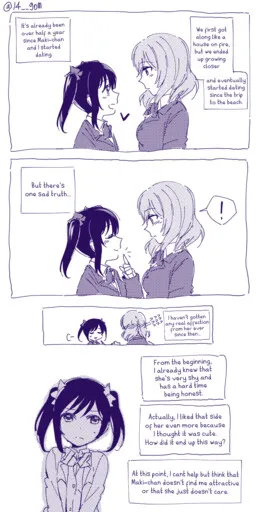 @14__gom
It's already been
over half a year
since Maki-chan
and I started
dating.
We first got
along like a
house on fire,
but we ended
up growing
closer
and eventually
started dating
since the trip
to the beach.
But there's
one sad truth...
!
I haven't gotten
any real affection
from her ever
since then...
From the beginning,
I already knew that
she's very shy and
has a hard time
being honest.
Actually, I liked that side
of her even more because
I thought it was cute.
How did it end up this way?
At this point, I cant help but think that
Maki-chan doesn't find me attractive
or that she just doesn't care.